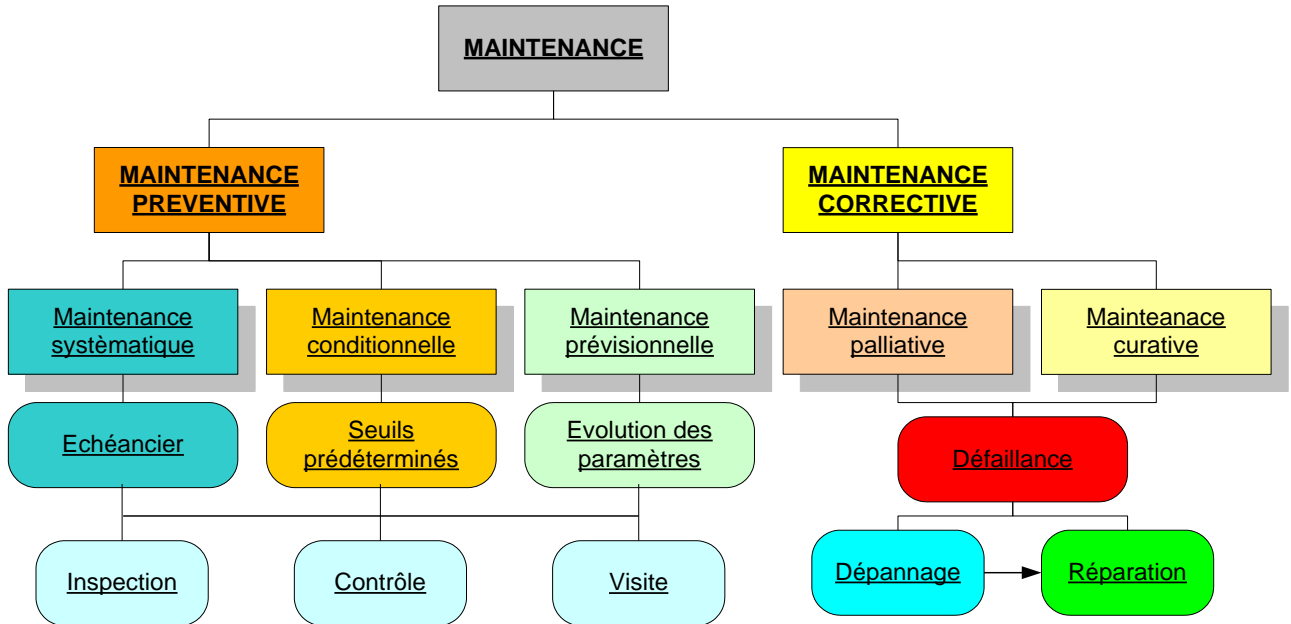 MAINTENANCE
MAINTENANCE
PREVENTIVE
MAINTENANCE
CORRECTIVE
Maintenance
systèmatique
Maintenance
conditionnelle
Maintenance
prévisionnelle
Maintenance
palliative
Mainteanace
curative
Echéancier
Seuils
prédéterminés
Evolution des
paramètres
Défaillance
Inspection
Contrôle
Visite
Dépannage
Réparation